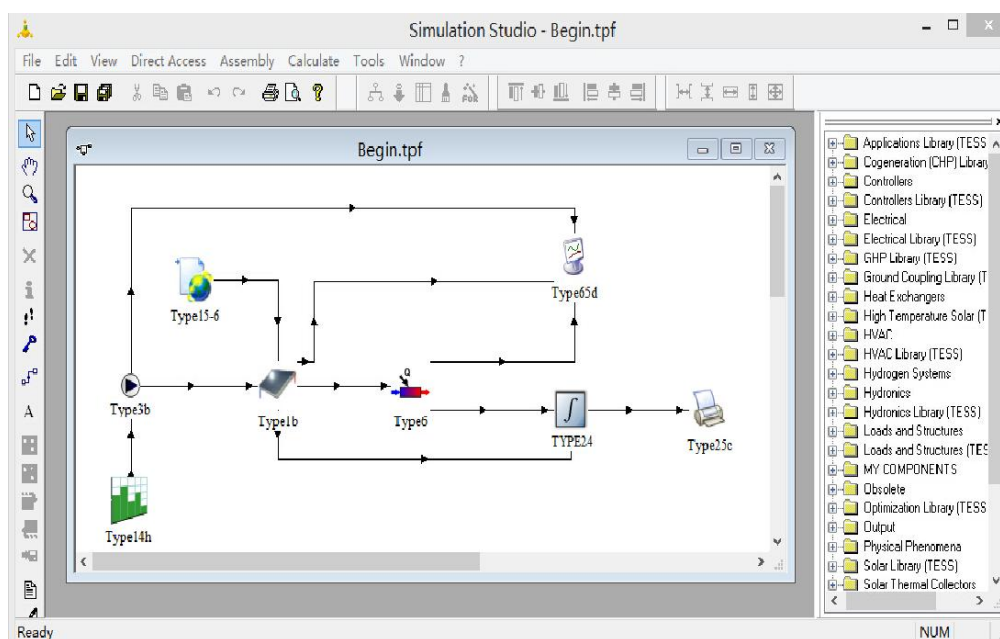 Simulation Studio - Begin.tpf
File Edit View Direct Access Assembly Calculate Tools Window ?
FOR
Begin.tpf
Type15-6
Type65d
Type3b
Type1b
Q
Type6
TYPE24
Type25c
Type14h
A
Applications Library (TESS
Cogeneration (CHP) Library
Controllers
Controllers Library (TESS)
Electrical
Electrical Library (TESS)
GHP Library (TESS)
Ground Coupling Library (T
Heat Exchangers
High Temperature Solar (T
HVAC
HVAC Library (TESS)
Hydrogen Systems
Hydronics
Hydronics Library (TESS)
Loads and Structures
Loads and Structures (TES
MY COMPONENTS
Obsolete
Optimization Library (TESS
Output
Physical Phenomena
Solar Library (TESS)
Solar Thermal Collectors
Ready NUM